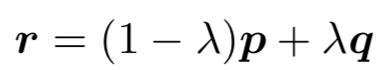 r = (1 − λ)p + λq